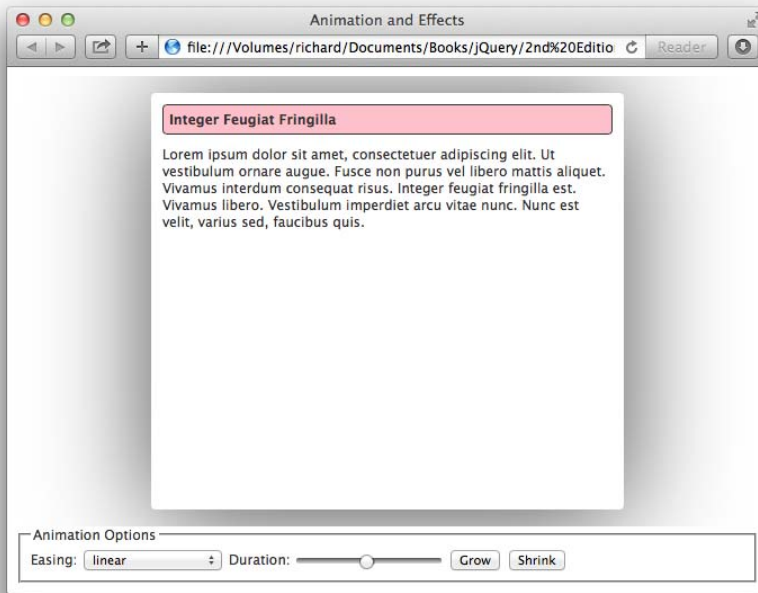 Animation and Effects
file:///Volumes/richard/Documents/Books/jQuery/2nd%20Editio
Reader
Integer Feugiat Fringilla
Lorem ipsum dolor sit amet, consectetuer adipiscing elit. Ut
vestibulum ornare augue. Fusce non purus vel libero mattis aliquet.
Vivamus interdum consequat risus. Integer feugiat fringilla est.
Vivamus libero. Vestibulum imperdiet arcu vitae nunc. Nunc est
velit, varius sed, faucibus quis.
Animation Options
Easing: linear Duration: Grow Shrink